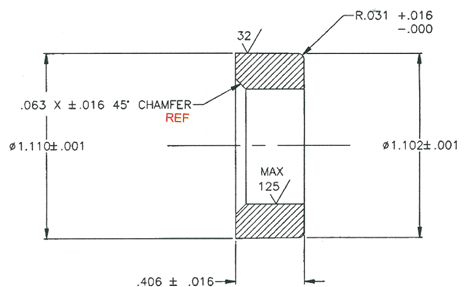 32
R.031 +.016
-.000
.063 X ±.016 45° CHAMFER
REF
ø1.110±.001
ø1.102±.001
MAX
125
.406 ± .016